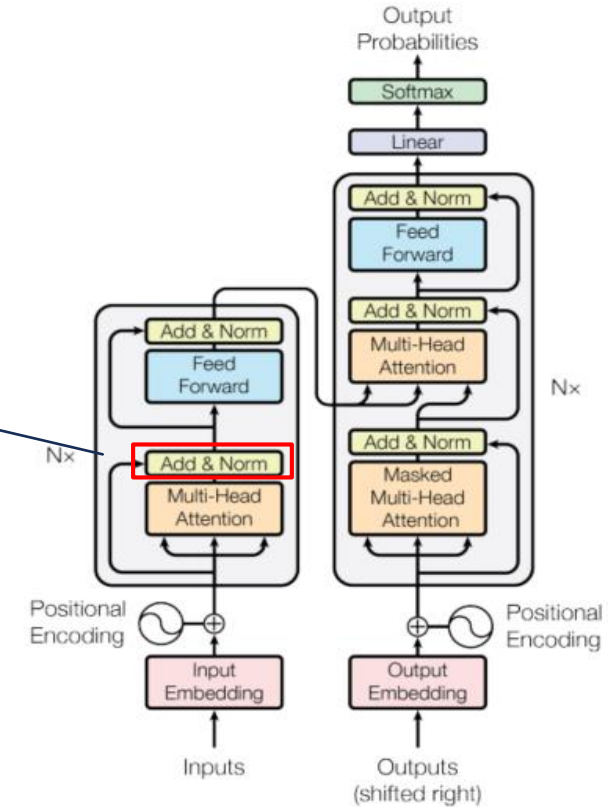 Output
Probabilities
Softmax
Linear
Add & Norm
Feed
Forward
Add & Norm
Multi-Head
Attention
Nx
Add & Norm
Masked
Multi-Head
Attention
Positional
Encoding
Output
Embedding
Outputs
(shifted right)
Add & Norm
Feed
Forward
Nx
Add & Norm
Multi-Head
Attention
Positional
Encoding
Input
Embedding
Inputs